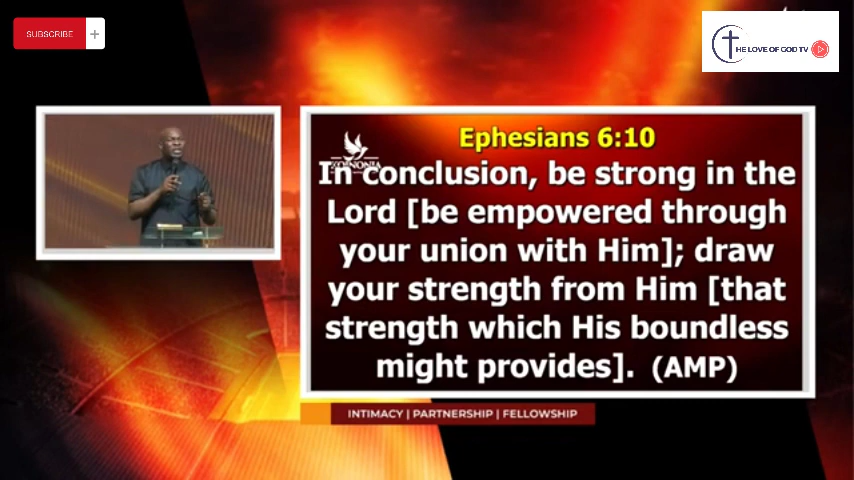 SUBSCRIBE +
HE LOVE OF GOD TV
Ephesians 6:10
KOINONIA
In conclusion, be strong in the
Lord [be empowered through
your union with Him]; draw
your strength from Him [that
strength which His boundless
might provides]. (AMP)
INTIMACY | PARTNERSHIP | FELLOWSHIP